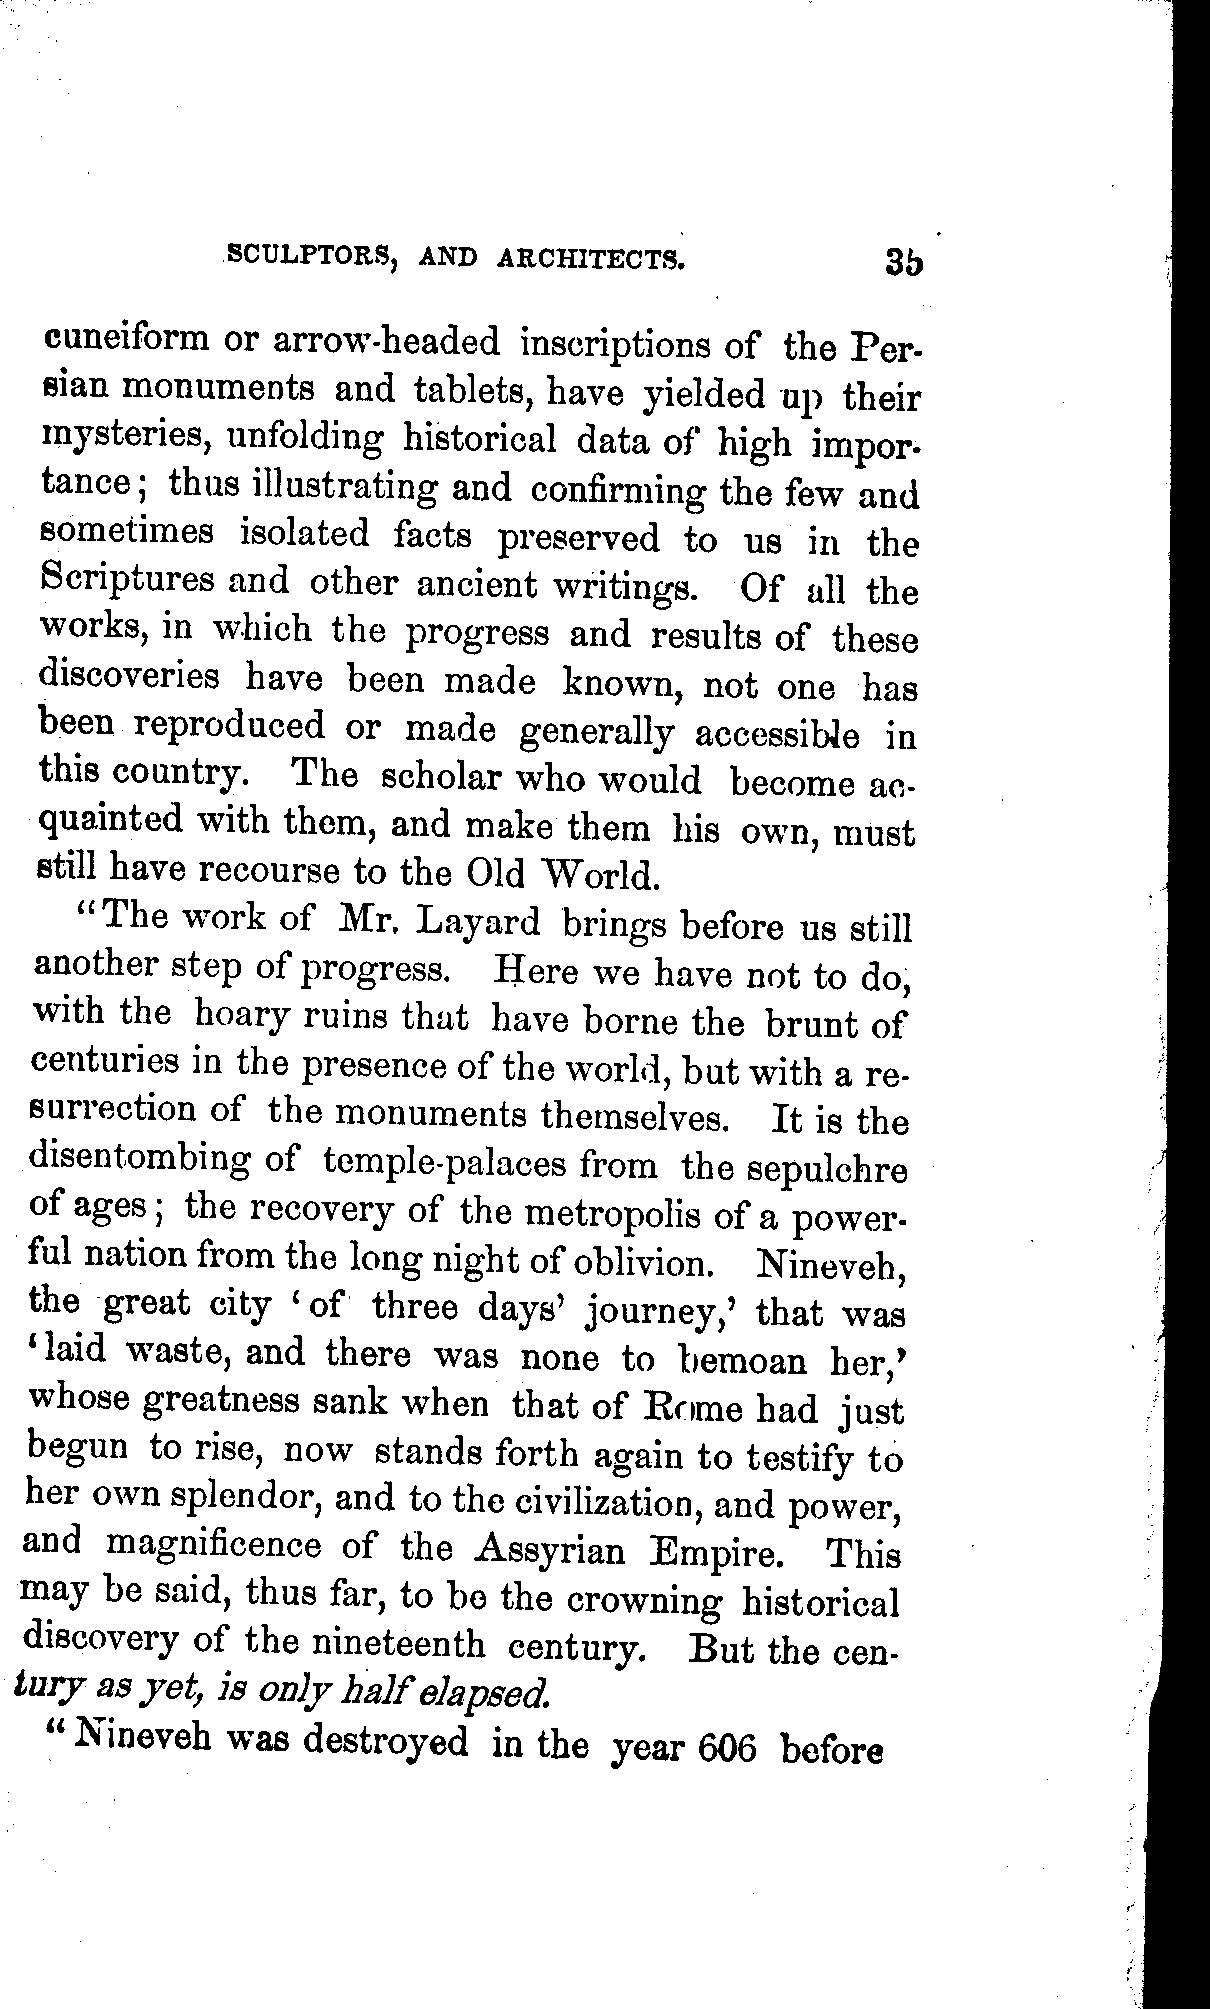 SCULPTORS, AND ARCHITECTS. 35
cuneiform or arrow-headed inscriptions of the Per-
sian monuments and tablets, have yielded up their
mysteries, unfolding historical data of high impor-
tance; thus illustrating and confirming the few and
sometimes isolated facts preserved to us in the
Scriptures and other ancient writings. Of all the
works, in which the progress and results of these
discoveries have been made known, not one has
been reproduced or made generally accessible in
this country. The scholar who would become ac-
quainted with them, and make them his own, must
still have recourse to the Old World.
"The work of Mr. Layard brings before us still
another step of progress. Here we have not to do,
with the hoary ruins that have borne the brunt of
centuries in the presence of the world, but with a re-
surrection of the monuments themselves. It is the
disentombing of temple-palaces from the sepulchre
of ages; the recovery of the metropolis of a power-
ful nation from the long night of oblivion. Nineveh,
the great city 'of three days' journey,' that was
'laid waste, and there was none to bemoan her,'
whose greatness sank when that of Rome had just
begun to rise, now stands forth again to testify to
her own splendor, and to the civilization, and power,
and magnificence of the Assyrian Empire. This
may be said, thus far, to be the crowning historical
discovery of the nineteenth century. But the cen-
tury as yet, is only half elapsed.
"Nineveh was destroyed in the year 606 before